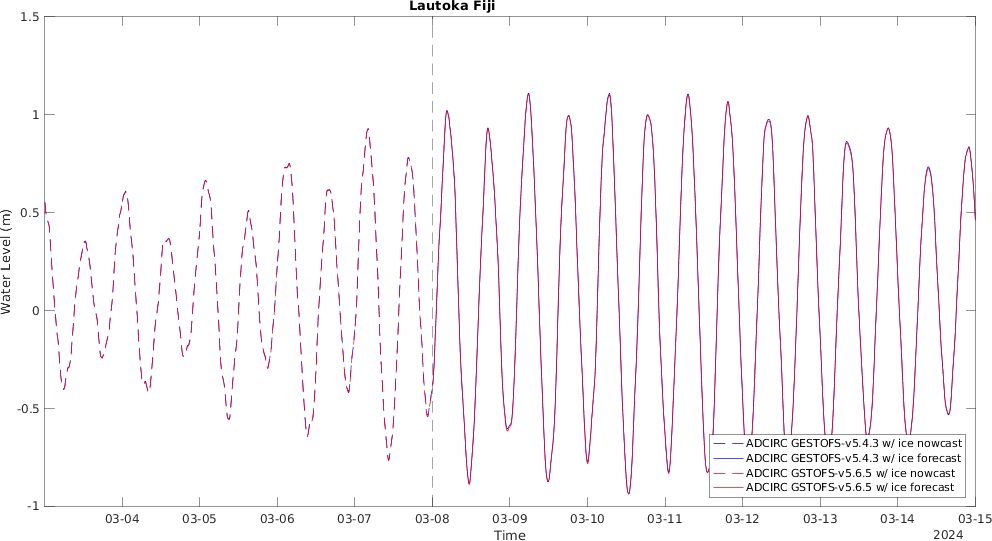 Lautoka Fiji
1.5
1
0.5
0
-0.5
-1
Water Level (m)
ADCIRC GESTOFS-v5.4.3 w/ ice nowcast
ADCIRC GESTOFS-v5.4.3 w/ ice forecast
ADCIRC GSTOFS-v5.6.5 w/ ice nowcast
ADCIRC GSTOFS-v5.6.5 w/ ice forecast
03-04 03-05 03-06 03-07 03-08 03-09 03-10 03-11 03-12 03-13 03-14 03-15
Time
2024